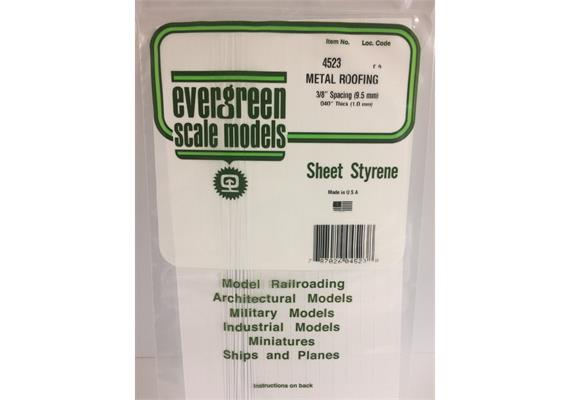 Item No. Loc. Code
4523
METAL ROOFING
3/8" Spacing (9.5 mm)
.040" Thick (1.0 mm)
evergreen
scale models
Sheet Styrene
Made in U S A
Model Railroading
Architectural Models
Military Models
Industrial Models
Miniatures
Ships and Planes
Instructions on back